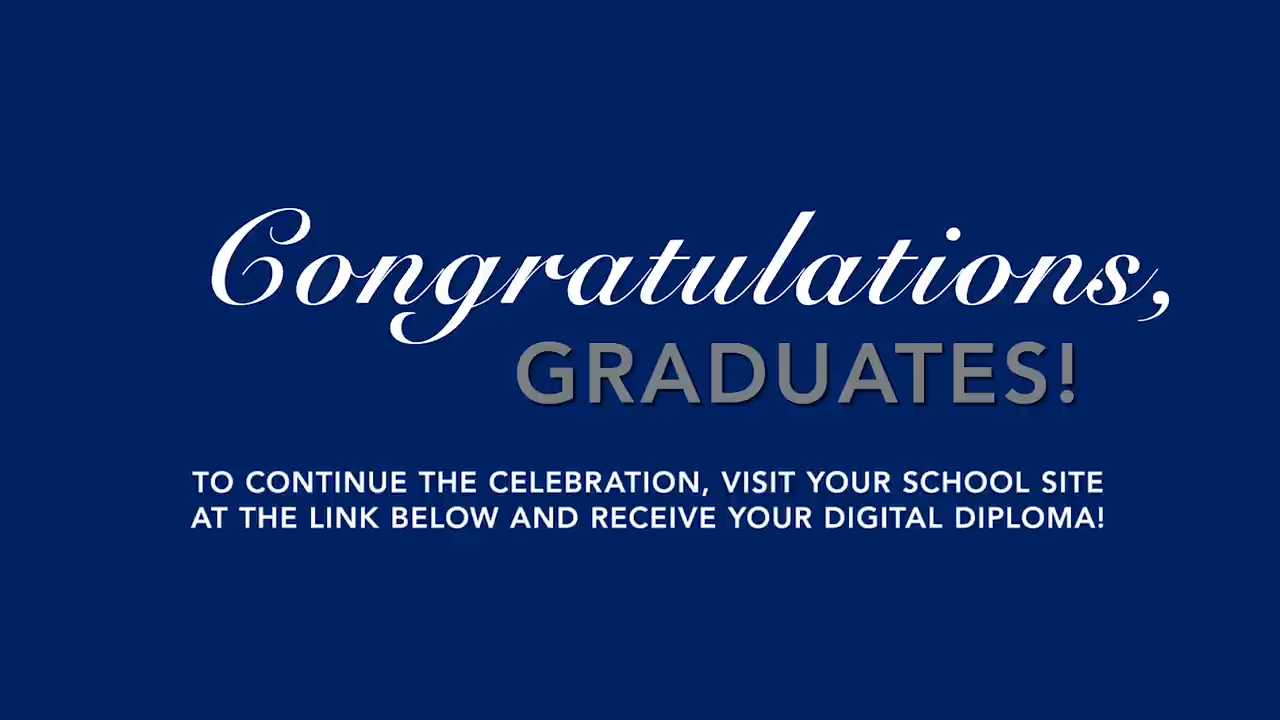 Congratulations,
GRADUATES!
TO CONTINUE THE CELEBRATION, VISIT YOUR SCHOOL SITE
AT THE LINK BELOW AND RECEIVE YOUR DIGITAL DIPLOMA!